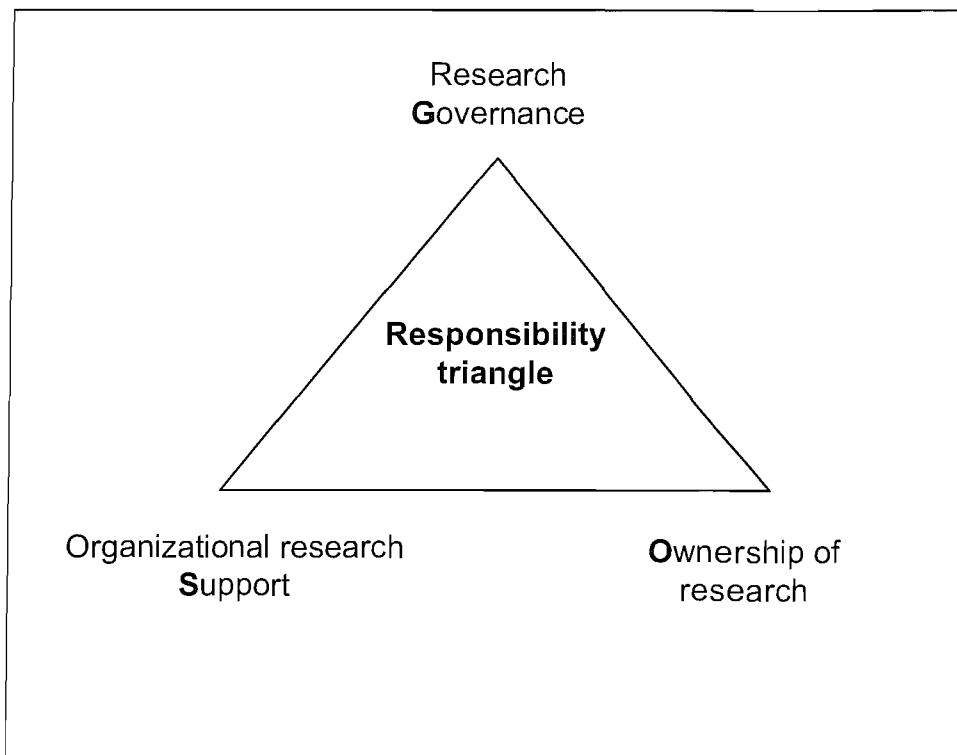 Research
Governance
Responsibility
triangle
Organizational research
Support
Ownership of
research